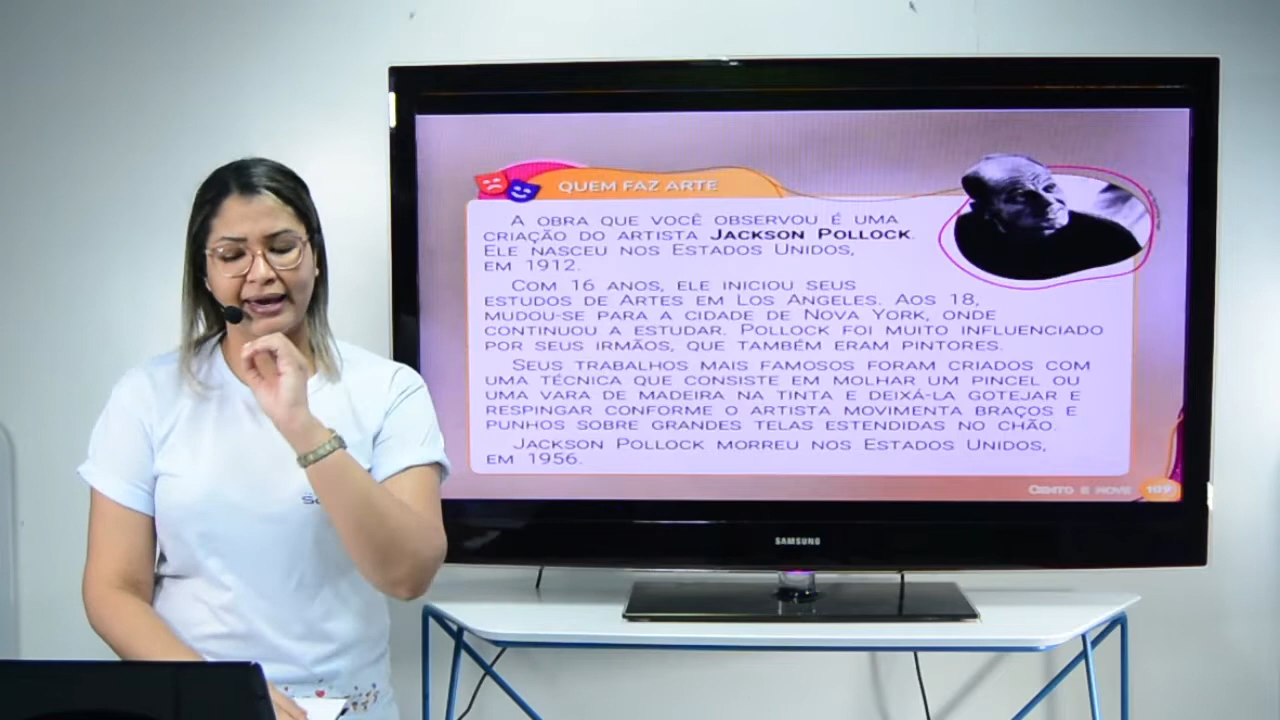 QUEM FAZ ARTE
A OBRA QUE VOCÊ OBSERVOU É UMA
CRIAÇÃO DO ARTISTA JACKSON POLLOCK.
ELE NASCEU NOS ESTADOS UNIDOS,
EM 1912.
COM 16 ANOS, ELE INICIOU SEUS
ESTUDOS DE ARTES EM LOS ANGELES. AOS 18,
MUDOU-SE PARA A CIDADE DE NOVA YORK, ONDE
CONTINUOU A ESTUDAR. POLLOCK FOI MUITO INFLUENCIADO
POR SEUS IRMÃOS, QUE TAMBÉM ERAM PINTORES.
SEUS TRABALHOS MAIS FAMOSOS FORAM CRIADOS COM
UMA TÉCNICA QUE CONSISTE EM MOLHAR UM PINCEL OU
UMA VARA DE MADEIRA NA TINTA E DEIXÁ-LA GOTEJAR E
RESPINGAR CONFORME O ARTISTA MOVIMENTA BRAÇOS E
PUNHOS SOBRE GRANDES TELAS ESTENDIDAS NO CHÃO.
JACKSON POLLOCK MORREU NOS ESTADOS UNIDOS,
EM 1956.
CENTO E NOVE 109
SAMSUNG